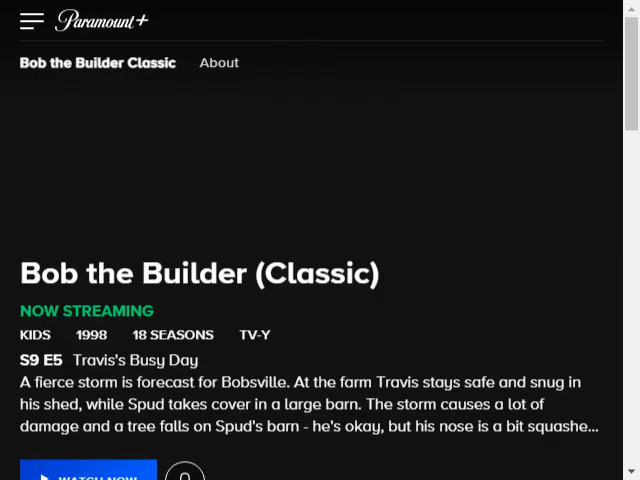 Paramount+
Bob the Builder Classic About
Bob the Builder (Classic)
NOW STREAMING
KIDS 1998 18 SEASONS TV-Y
S9 E5 Travis's Busy Day
A fierce storm is forecast for Bobsville. At the farm Travis stays safe and snug in
his shed, while Spud takes cover in a large barn. The storm causes a lot of
damage and a tree falls on Spud's barn - he's okay, but his nose is a bit squashe...
WATCH NOW